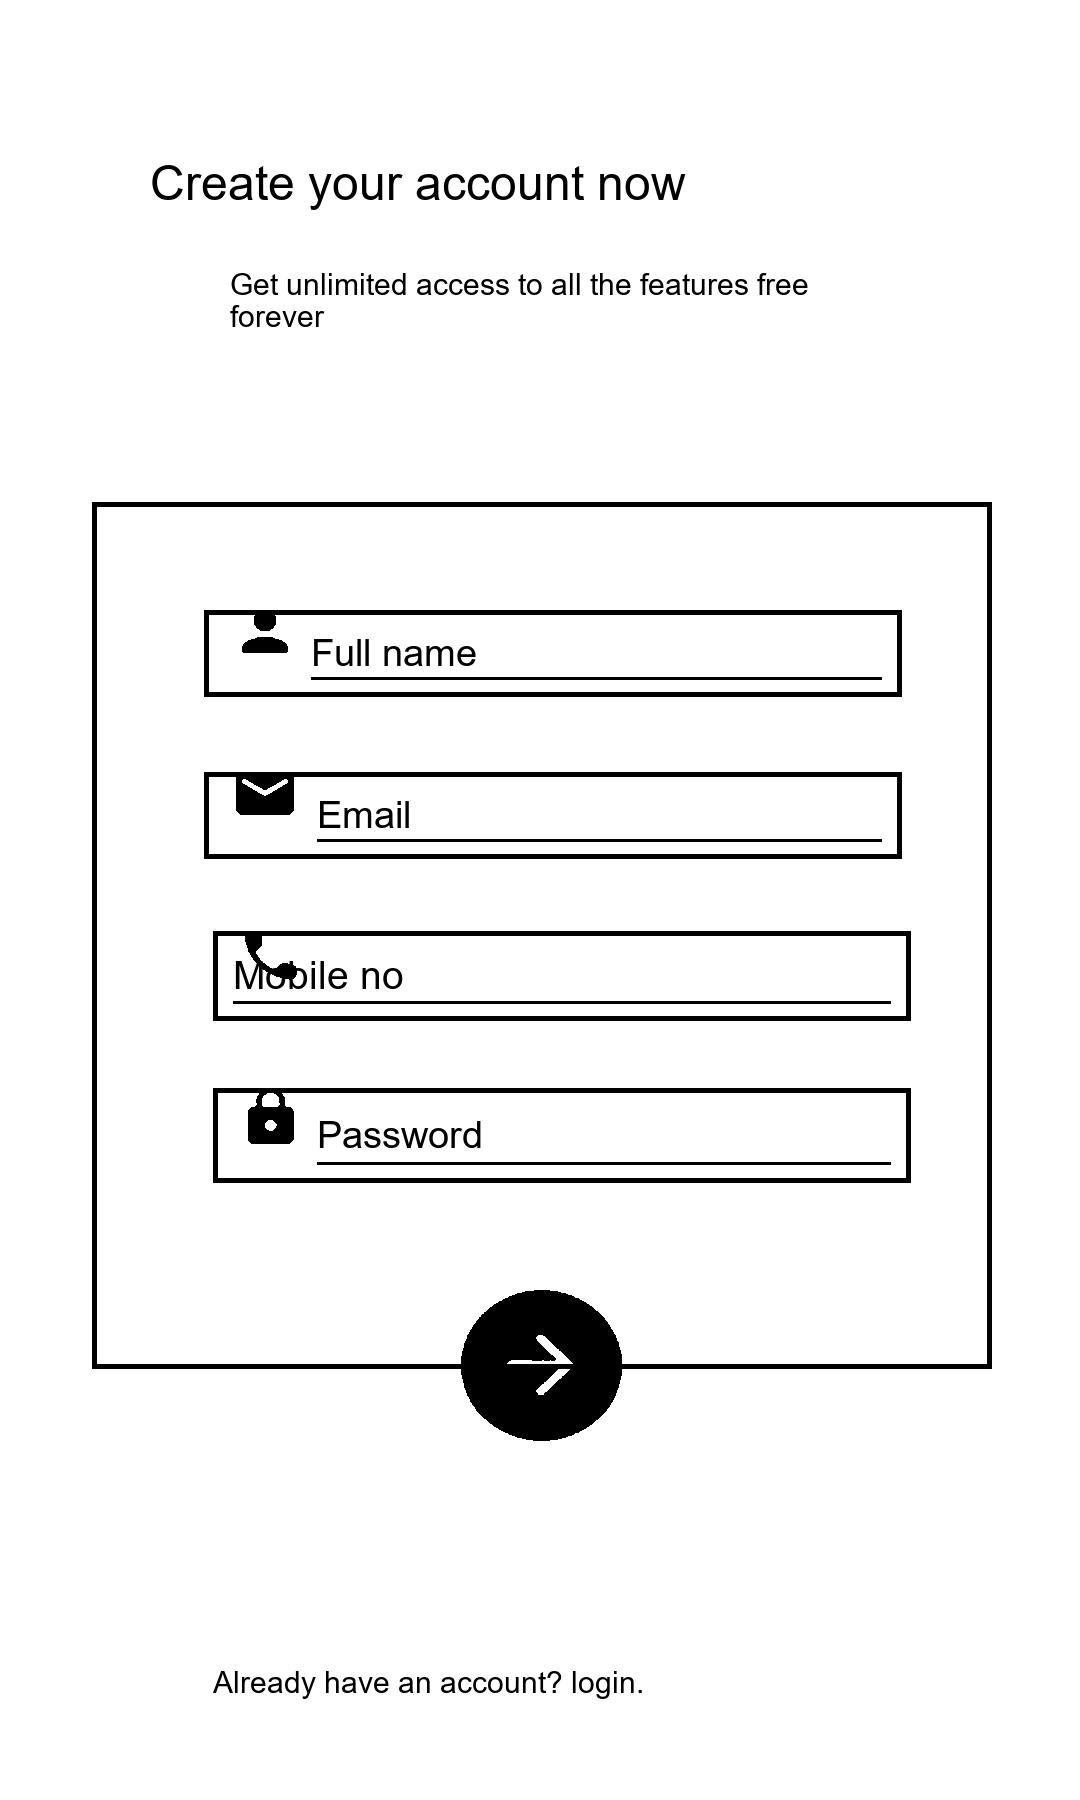 Create your account now
Get unlimited access to all the features free
forever
Full name
Email
Mobile no
Password
Already have an account? login.